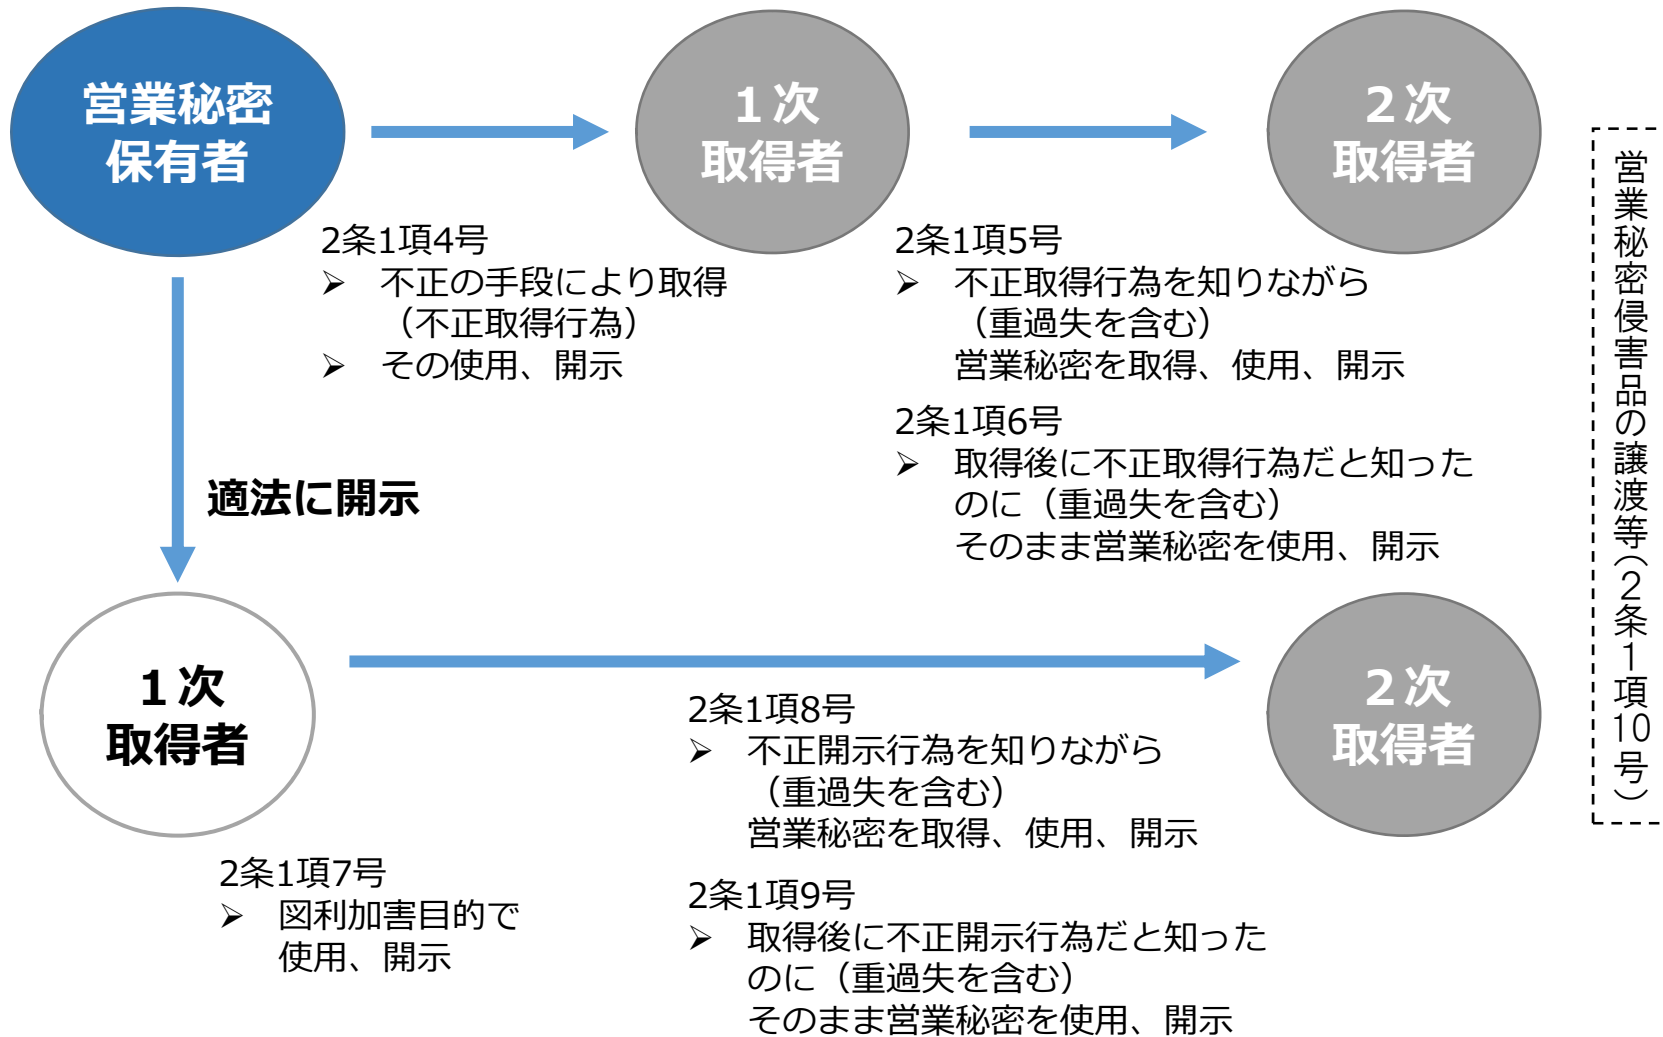 営業秘密
保有者
１次
取得者
２次
取得者
2条1項4号
➢ 不正の手段により取得
（不正取得行為）
➢ その使用、開示
2条1項5号
➢ 不正取得行為を知りながら
（重過失を含む）
営業秘密を取得、使用、開示
2条1項6号
➢ 取得後に不正取得行為だと知った
のに（重過失を含む）
そのまま営業秘密を使用、開示
適法に開示
１次
取得者
２次
取得者
2条1項7号
➢ 図利加害目的で
使用、開示
2条1項8号
➢ 不正開示行為を知りながら
（重過失を含む）
営業秘密を取得、使用、開示
2条1項9号
➢ 取得後に不正開示行為だと知った
のに（重過失を含む）
そのまま営業秘密を使用、開示
営業秘密侵害品の譲渡等（２条１項10号）